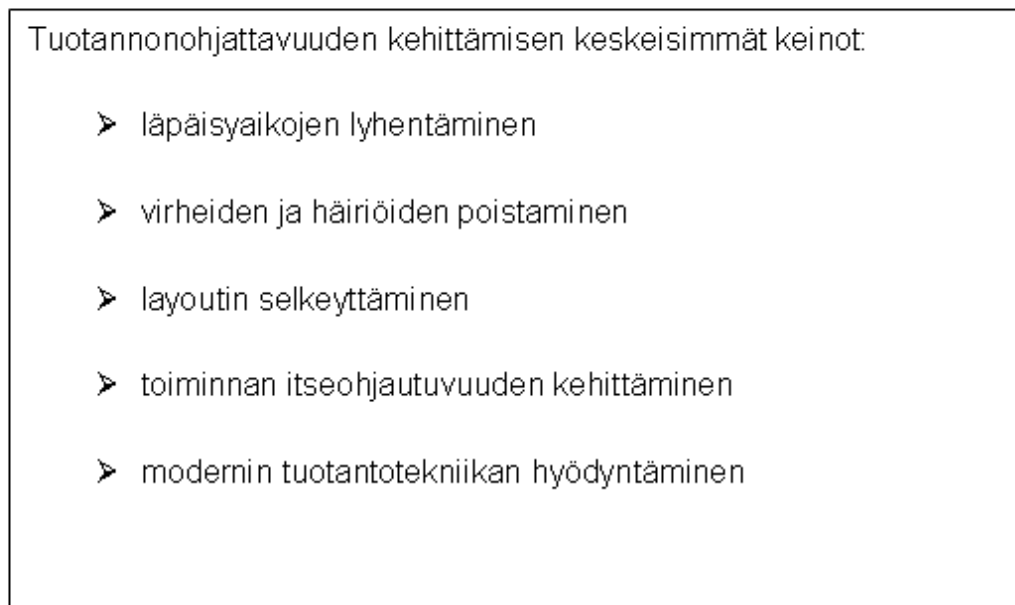 Tuotannonohjattavuuden kehittämisen keskeisimmät keinot:
➢ läpäisyaikojen lyhentäminen
➢ virheiden ja häiriöiden poistaminen
➢ layoutin selkeyttäminen
➢ toiminnan itseohjautuvuuden kehittäminen
➢ modernin tuotantotekniikan hyödyntäminen